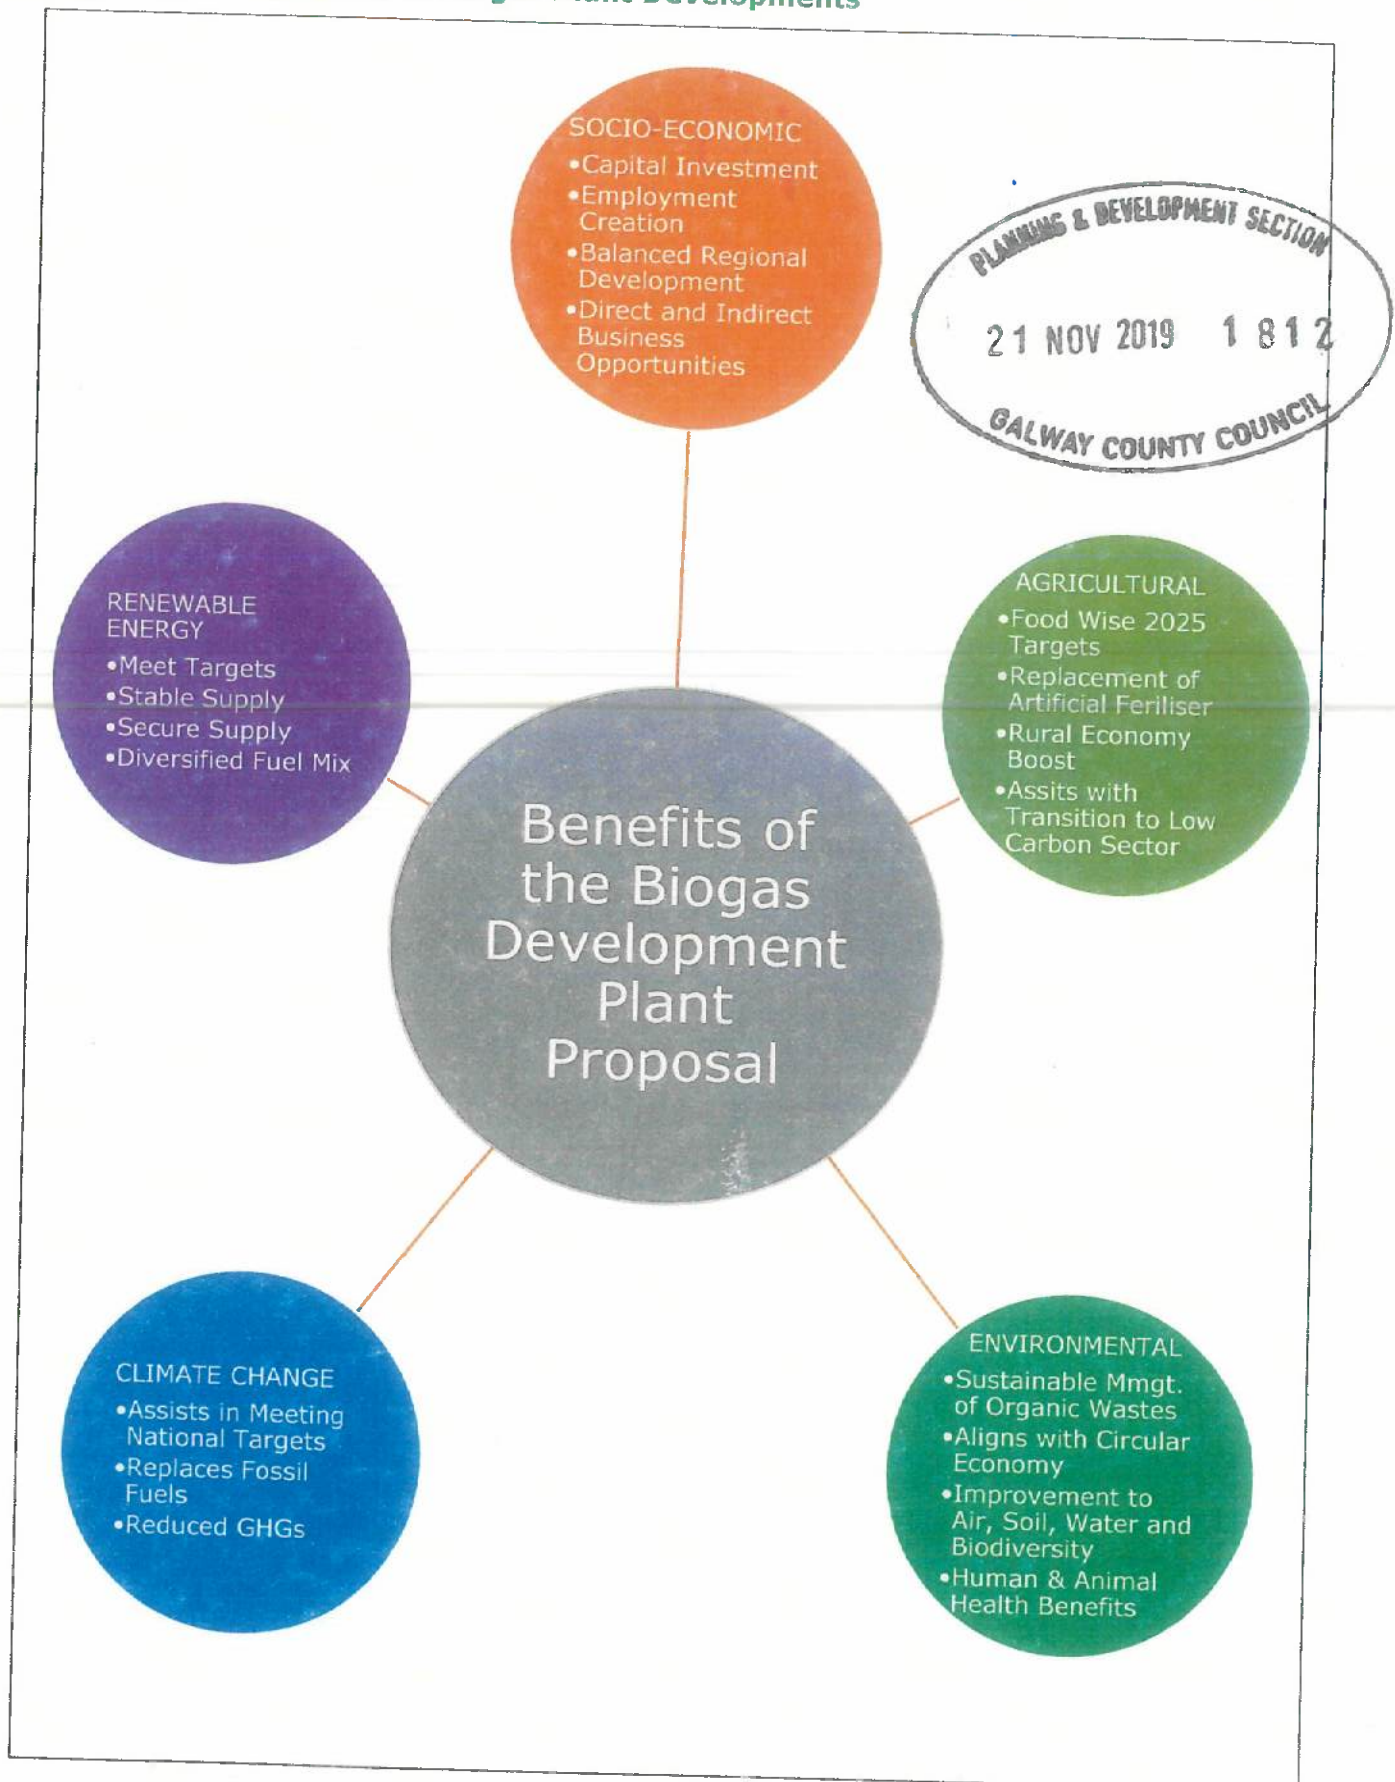 Plant Developments
SOCIO-ECONOMIC
•Capital Investment
•Employment
Creation
•Balanced Regional
Development
•Direct and Indirect
Business
Opportunities
PLANNING & DEVELOPMENT SECTION
21 NOV 2019 1812
GALWAY COUNTY COUNCIL
RENEWABLE
ENERGY
•Meet Targets
•Stable Supply
•Secure Supply
•Diversified Fuel Mix
AGRICULTURAL
•Food Wise 2025
Targets
•Replacement of
Artificial Feriliser
•Rural Economy
Boost
•Assits with
Transition to Low
Carbon Sector
Benefits of
the Biogas
Development
Plant
Proposal
CLIMATE CHANGE
•Assists in Meeting
National Targets
•Replaces Fossil
Fuels
•Reduced GHGs
ENVIRONMENTAL
•Sustainable Mmgt.
of Organic Wastes
•Aligns with Circular
Economy
•Improvement to
Air, Soil, Water and
Biodiversity
•Human & Animal
Health Benefits